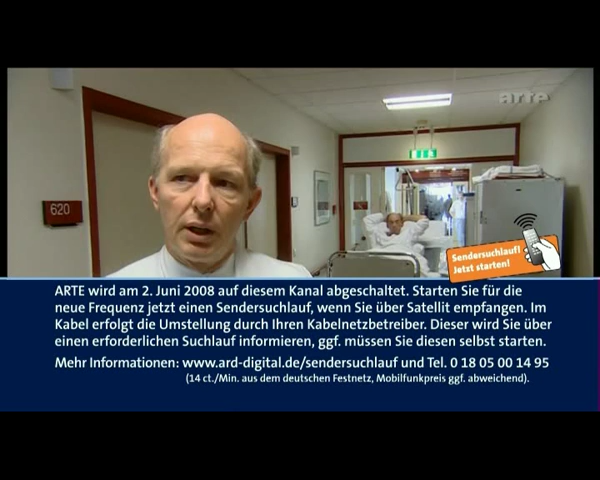 arte
620
Sendersuchlauf!
Jetzt starten!
ARTE wird am 2. Juni 2008 auf diesem Kanal abgeschaltet. Starten Sie für die
neue Frequenz jetzt einen Sendersuchlauf, wenn Sie über Satellit empfangen. Im
Kabel erfolgt die Umstellung durch Ihren Kabelnetzbetreiber. Dieser wird Sie über
einen erforderlichen Suchlauf informieren, ggf. müssen Sie diesen selbst starten.
Mehr Informationen: www.ard-digital.de/sendersuchlauf und Tel. 0 18 05 00 14 95
(14 ct./Min. aus dem deutschen Festnetz, Mobilfunkpreis ggf. abweichend).